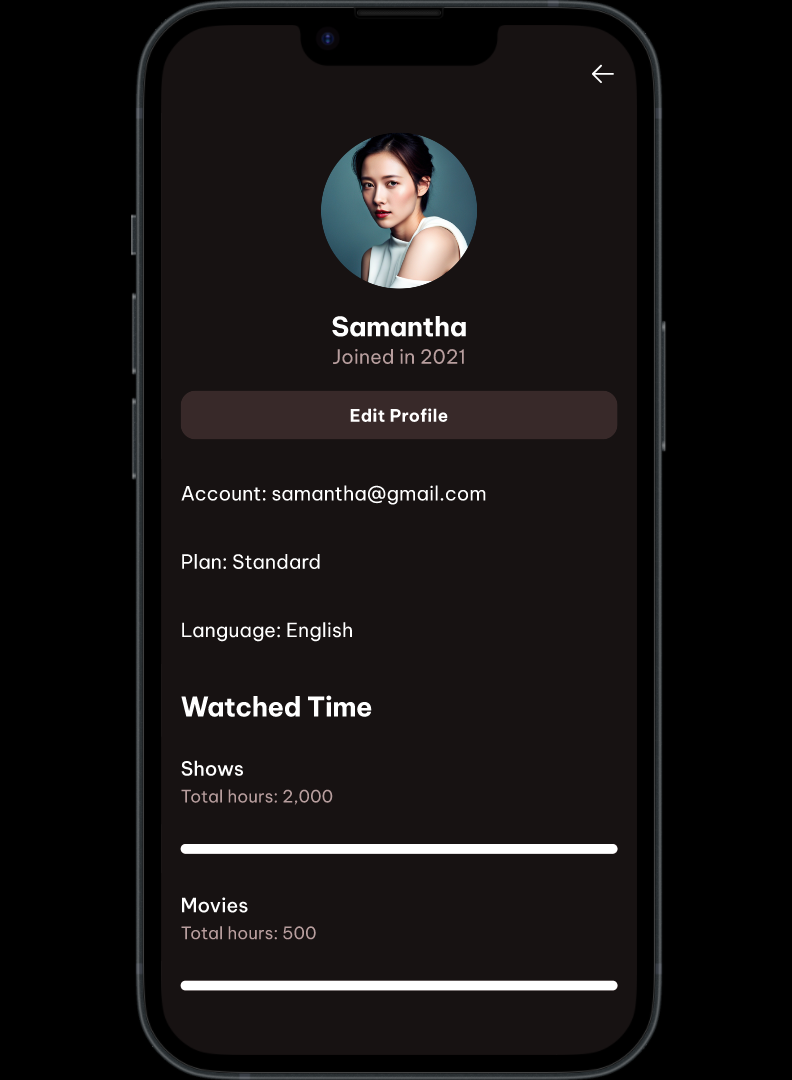 Samantha
Joined in 2021
Edit Profile
Account: samantha@gmail.com
Plan: Standard
Language: English
Watched Time
Shows
Total hours: 2,000
Movies
Total hours: 500